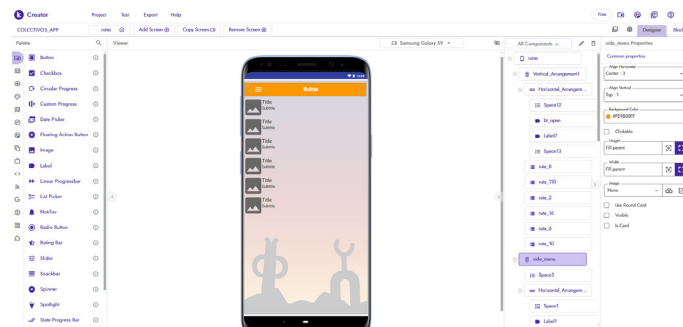 Creator
Project
Test
Export
Help
Free
COLECTIVOS_APP
rutas
Add Screen
Copy Screen
Remove Screen
Designer
Block
Palette
Viewer
Samsung Galaxy S9
All Components
side_menu Properties
Button
Checkbox
Circular Progress
Custom Progress
Date Picker
Floating Action Button
Image
Label
Linear Progressbar
List Picker
Notifier
Radio Button
Rating Bar
Slider
Snackbar
Spinner
Spotlight
State Progress Bar
Rutas
Title
Subtitle
Title
Subtitle
Title
Subtitle
Title
Subtitle
Title
Subtitle
Title
Subtitle
rutas
Vertical_Arrangement1
Horizontal_Arrangem...
Space12
bt_open
Label7
Space13
ruta_8
ruta_110
ruta_2
ruta_16
ruta_6
ruta_10
side_menu
Space3
Horizontal_Arrangem...
Space1
Label1
Common properties
Align Horizontal
Center : 3
Align Vertical
Top : 1
Background Color
#FF9800FF
Clickable
Height
Fill parent
Width
Fill parent
Image
None
Use Round Card
Visible
Is Card